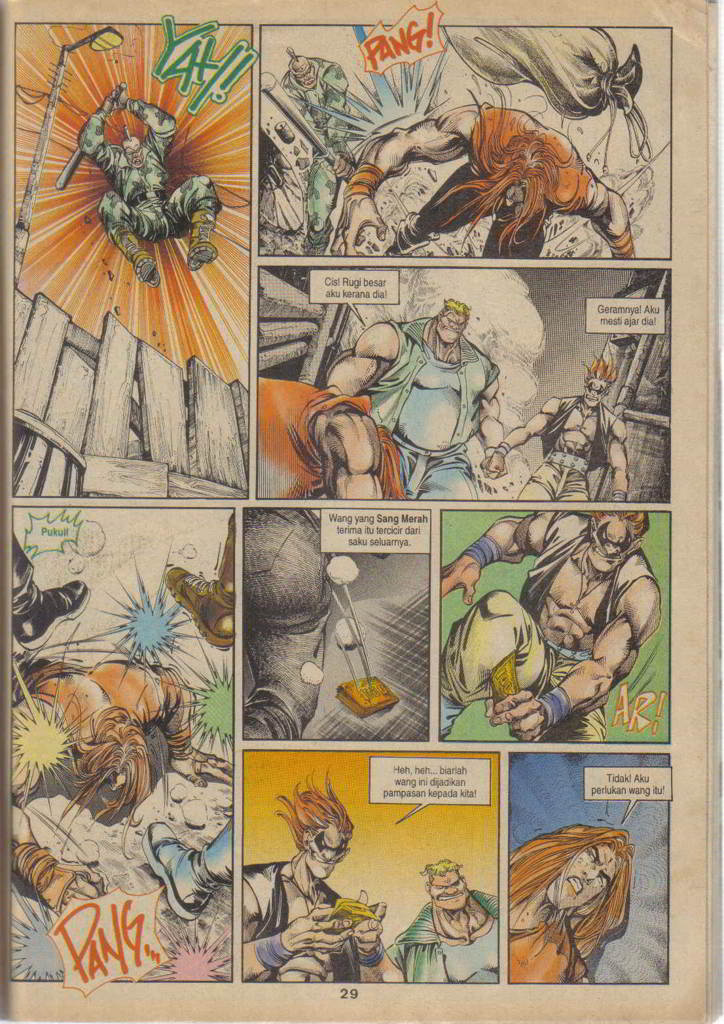 YAH!!
PANG!
Cis! Rugi besar
aku kerana dia!
Geramnya! Aku
mesti ajar dia!
Pukul!
Wang yang Sang Merah
terima itu tercicir dari
saku seluarnya.
AR!
PANG...
Heh, heh... biarlah
wang ini dijadikan
pampasan kepada kita!
Tidak! Aku
perlukan wang itu!
29